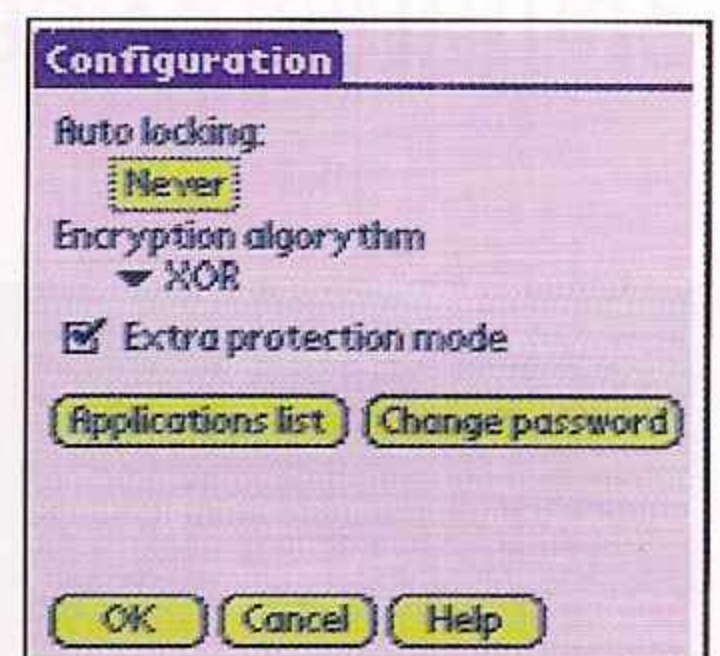 Configuration
Auto locking:
Never
Encryption algorythm
XOR
Extra protection mode
Applications list Change password
OK Cancel Help